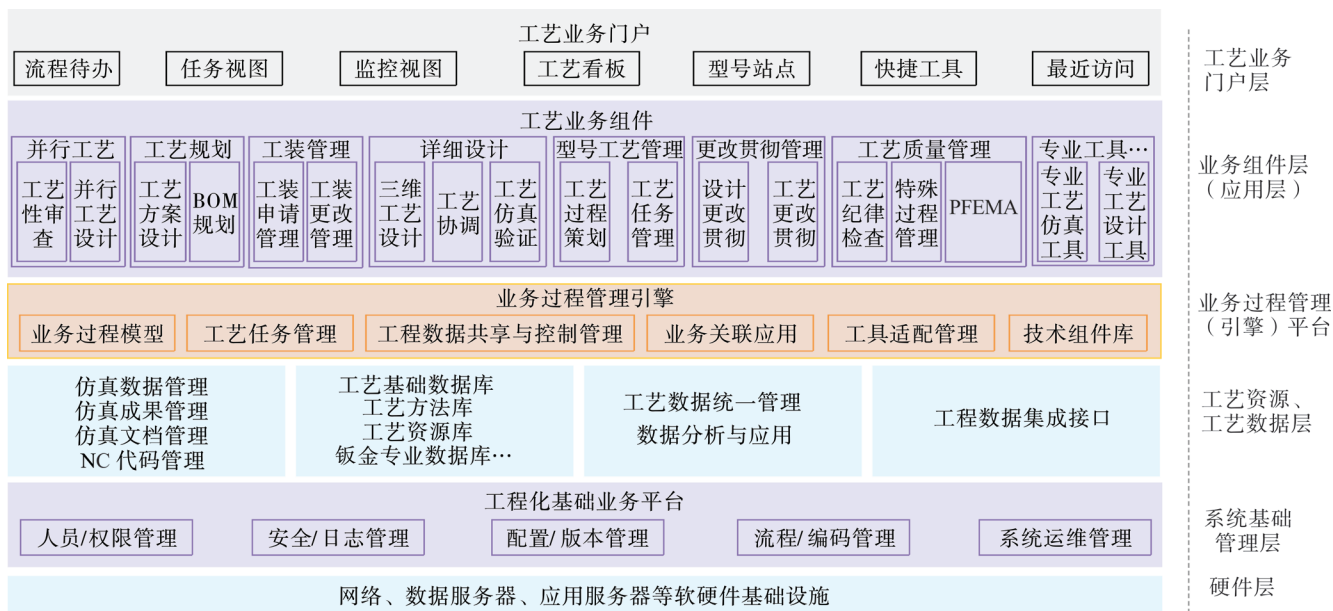 工艺业务门户
流程待办
任务视图
监控视图
工艺看板
型号站点
快捷工具
最近访问
工艺业务
门户层
工艺业务组件
并行工艺
工艺
性审
查
并行
工艺
设计
工艺规划
工艺
方案
设计
BOM
规划
工装管理
工装
申请
管理
工装
更改
管理
详细设计
三维
工艺
设计
工艺
协调
工艺
仿真
验证
型号工艺管理
工艺
过程
策划
工艺
任务
管理
更改贯彻管理
设计
更改
贯彻
工艺
更改
贯彻
工艺质量管理
工艺
纪律
检查
特殊
过程
管理
PFEMA
专业工具…
专业
工艺
仿真
工具
专业
工艺
设计
工具
业务组件层
（应用层）
业务过程管理引擎
业务过程模型
工艺任务管理
工程数据共享与控制管理
业务关联应用
工具适配管理
技术组件库
业务过程管理
（引擎）平台
仿真数据管理
仿真成果管理
仿真文档管理
NC 代码管理
工艺基础数据库
工艺方法库
工艺资源库
钣金专业数据库…
工艺数据统一管理
数据分析与应用
工程数据集成接口
工艺资源、
工艺数据层
工程化基础业务平台
人员/权限管理
安全/日志管理
配置/版本管理
流程/编码管理
系统运维管理
系统基础
管理层
网络、数据服务器、应用服务器等软硬件基础设施
硬件层